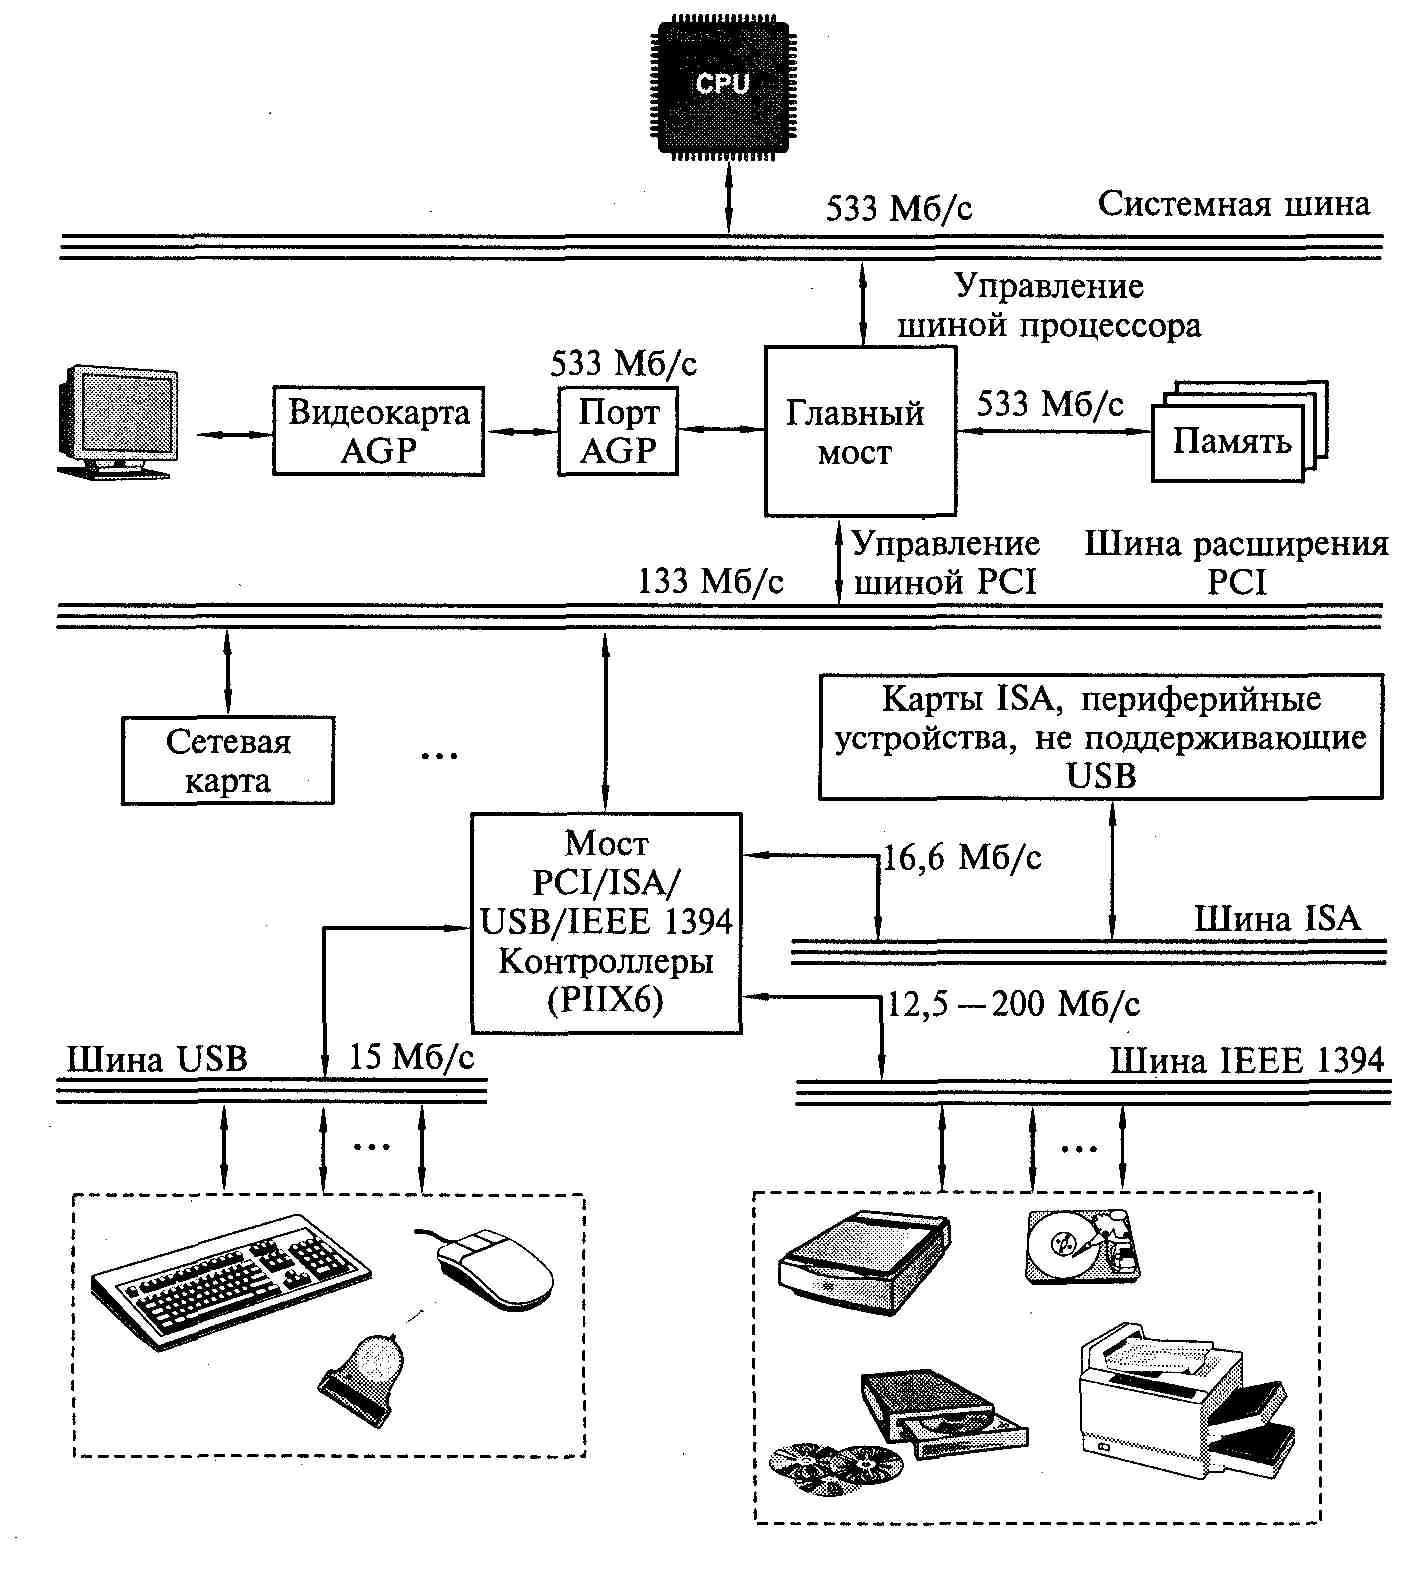 CPU
533 Мб/с
Системная шина
Управление
шиной процессора
533 Мб/с
Видеокарта
AGP
Порт
AGP
Главный
мост
533 Мб/с
Память
Управление
шиной PCI
Шина расширения
PCI
133 Мб/с
Сетевая
карта
...
Карты ISA, периферийные
устройства, не поддерживающие
USB
Мост
PCI/ISA/
USB/IEEE 1394
Контроллеры
(PIIX6)
16,6 Мб/с
Шина ISA
12,5 — 200 Мб/с
Шина USB
15 Мб/с
Шина IEEE 1394
...
...